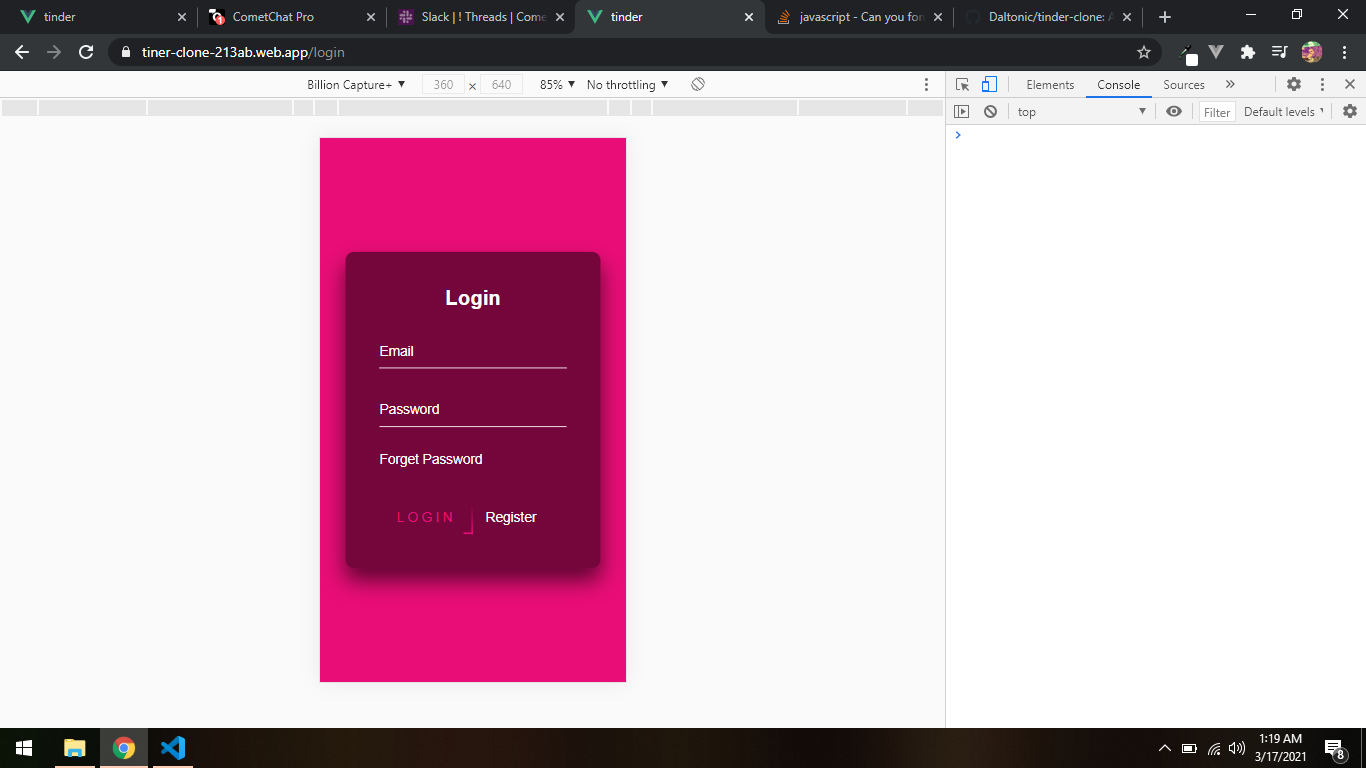 tinder
CometChat Pro
Slack | ! Threads | Come
tinder
javascript - Can you for
Daltonic/tinder-clone: A
tiner-clone-213ab.web.app/login
Billion Capture+ 360 x 640 85% No throttling
Elements Console Sources
top Filter Default levels
Login
Email
Password
Forget Password
LOGIN Register
1:19 AM
3/17/2021
8